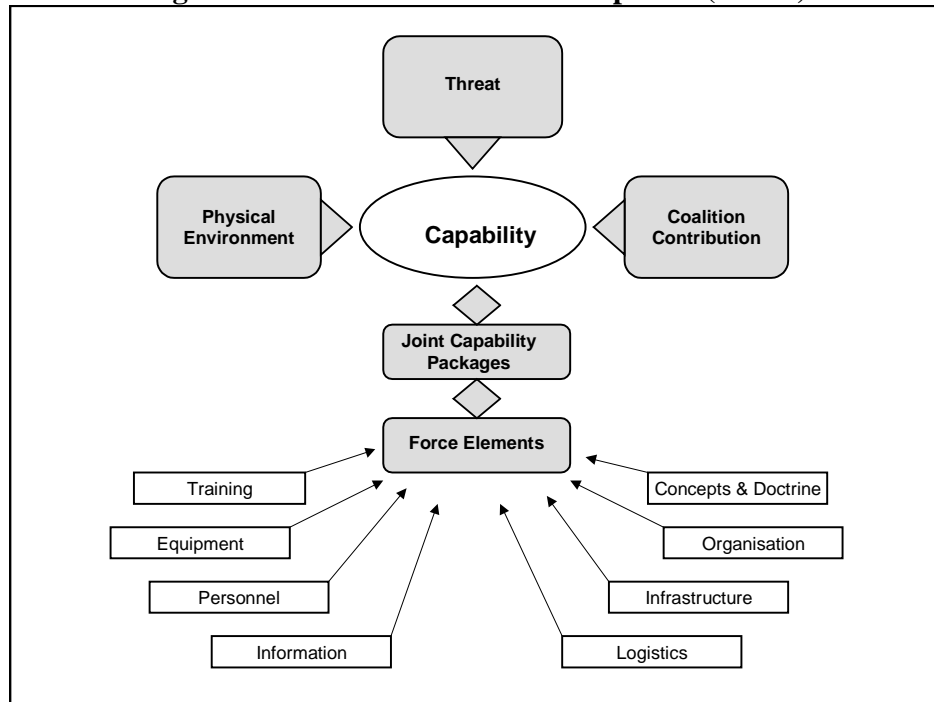 Threat
Physical
Environment
Capability
Coalition
Contribution
Joint Capability
Packages
Force Elements
Training
Concepts & Doctrine
Equipment
Organisation
Personnel
Infrastructure
Information
Logistics